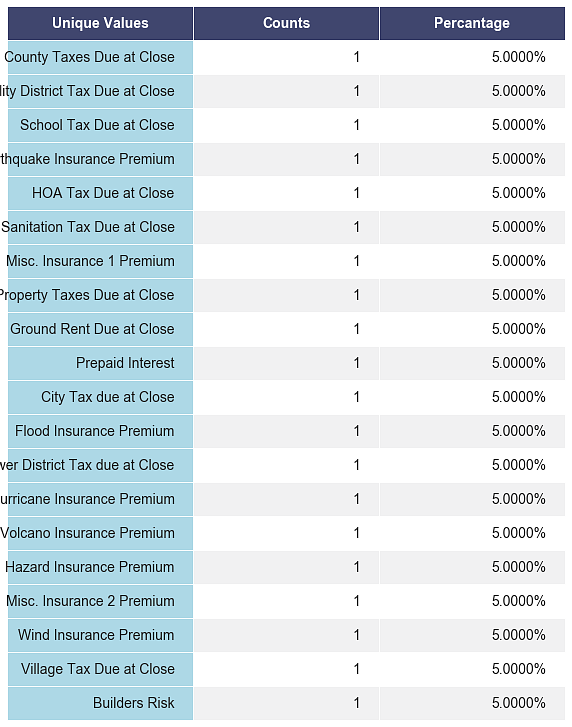 Unique Values Counts Percantage
County Taxes Due at Close 1 5.0000%
District Tax Due at Close 1 5.0000%
School Tax Due at Close 1 5.0000%
Insurance Premium 1 5.0000%
HOA Tax Due at Close 1 5.0000%
Sanitation Tax Due at Close 1 5.0000%
Misc. Insurance 1 Premium 1 5.0000%
Property Taxes Due at Close 1 5.0000%
Ground Rent Due at Close 1 5.0000%
Prepaid Interest 1 5.0000%
City Tax due at Close 1 5.0000%
Flood Insurance Premium 1 5.0000%
District Tax due at Close 1 5.0000%
Insurance Premium 1 5.0000%
Volcano Insurance Premium 1 5.0000%
Hazard Insurance Premium 1 5.0000%
Misc. Insurance 2 Premium 1 5.0000%
Wind Insurance Premium 1 5.0000%
Village Tax Due at Close 1 5.0000%
Builders Risk 1 5.0000%